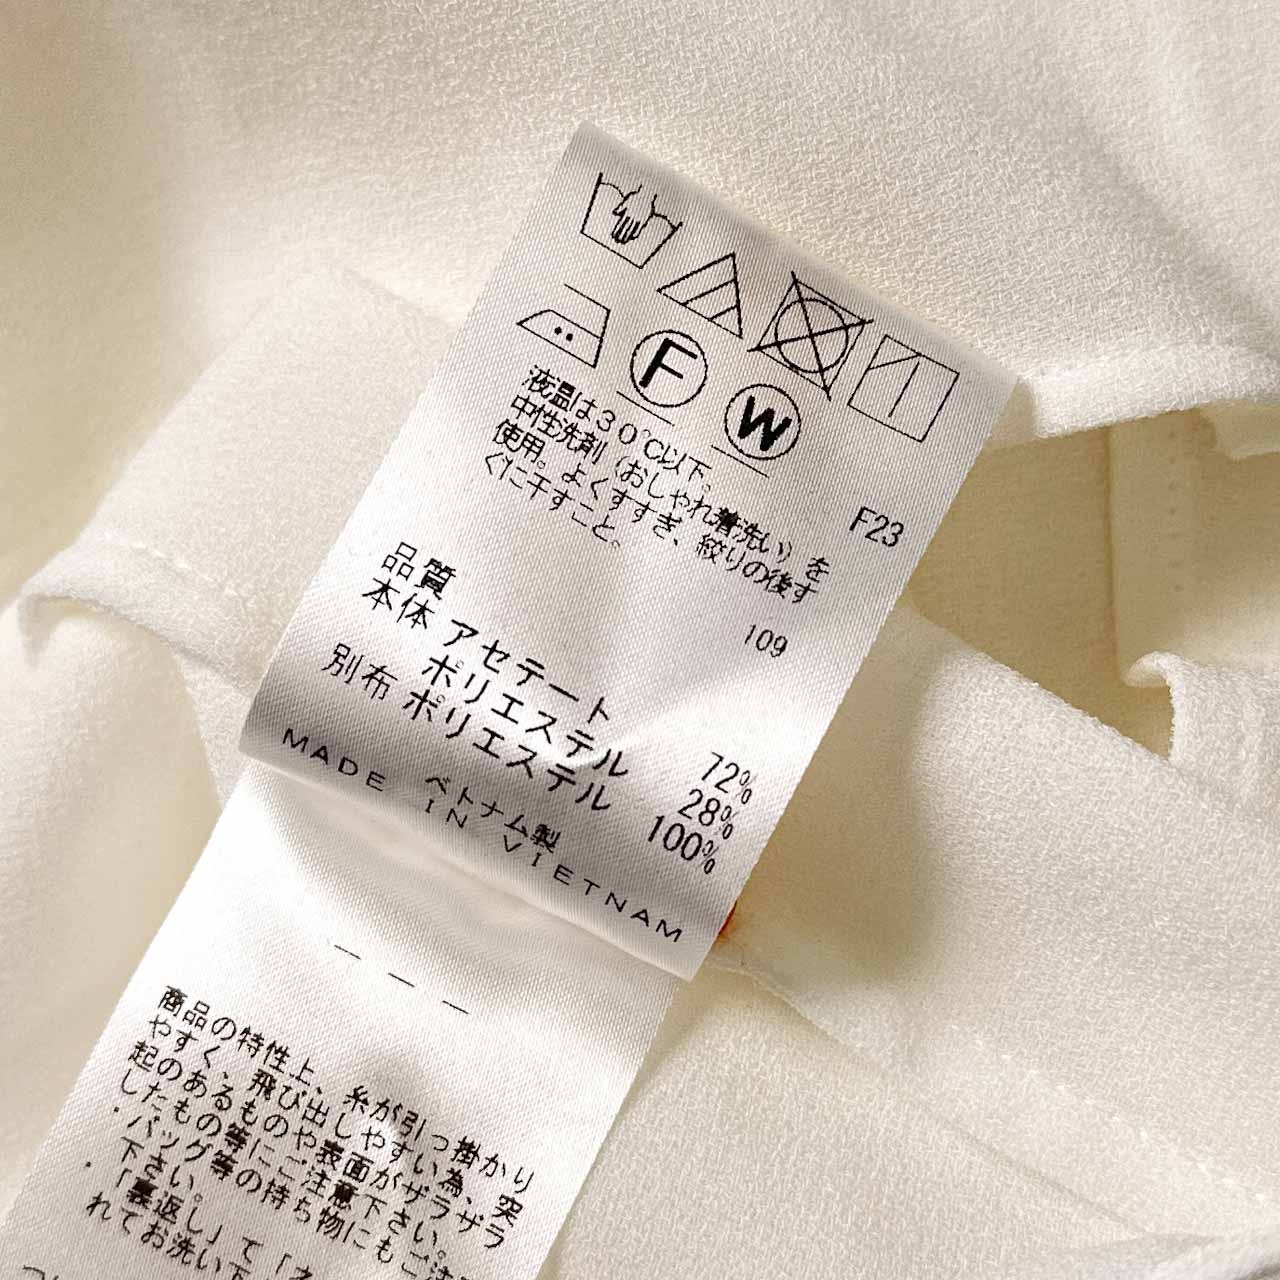 F
W
液温は30℃以下。
中性洗剤（おしゃれ着洗い）を
使用。よくすすぎ、絞りの後す
ぐに干すこと。
F23
109
品質
本体 アセテート 72%
ポリエステル 28%
別布 ポリエステル 100%
ベトナム製
MADE IN VIETNAM
商品の特性上、糸が引っ掛かり
やすく、飛び出しやすい為、突
起のあるものや表面がザラザラ
したもの等にご注意下さい。
・バッグ等の持ち物にもご注
下さい。
・「裏返し」て「ネ
れてお洗い下